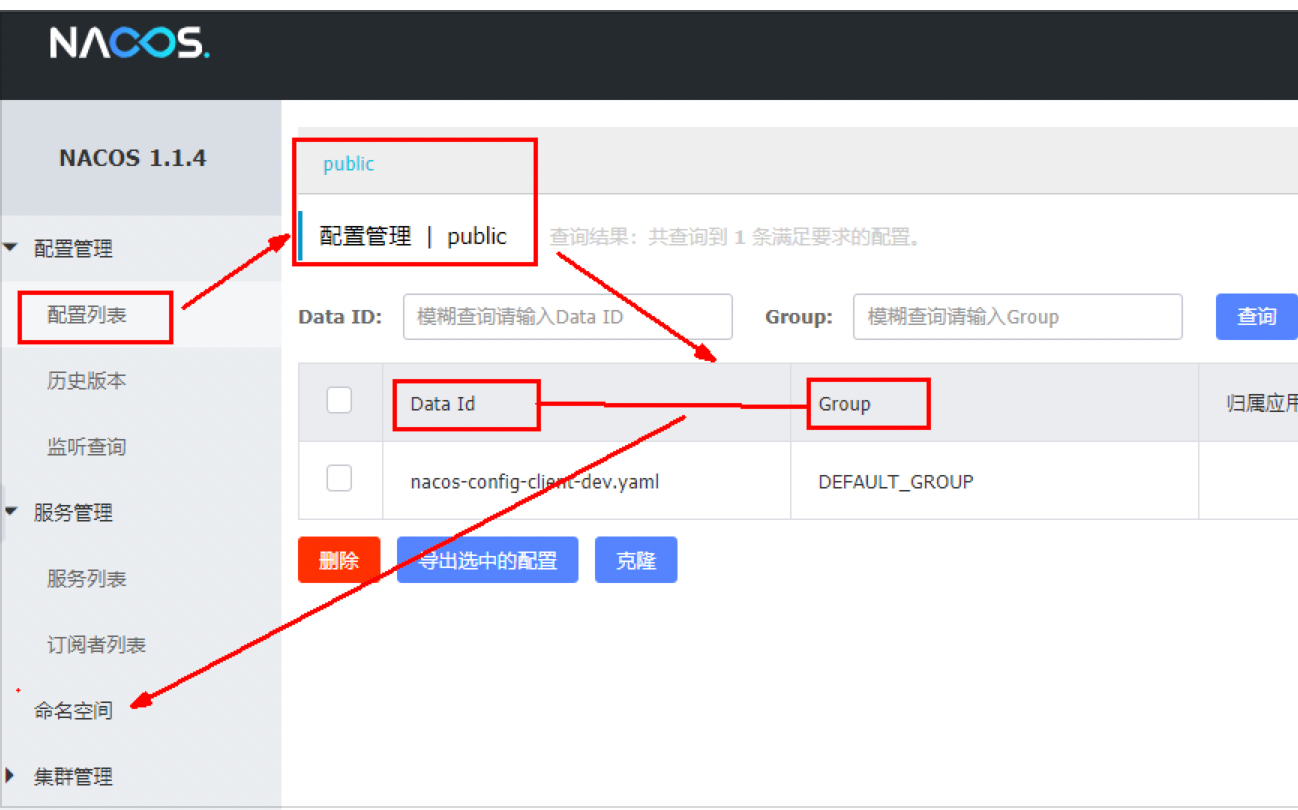 NACOS.
NACOS 1.1.4
配置管理
配置列表
历史版本
监听查询
服务管理
服务列表
订阅者列表
命名空间
集群管理
public
配置管理 | public 查询结果：共查询到 1 条满足要求的配置。
Data ID: 模糊查询请输入Data ID Group: 模糊查询请输入Group 查询
Data Id Group 归属应用
nacos-config-client-dev.yaml DEFAULT_GROUP
删除 导出选中的配置 克隆